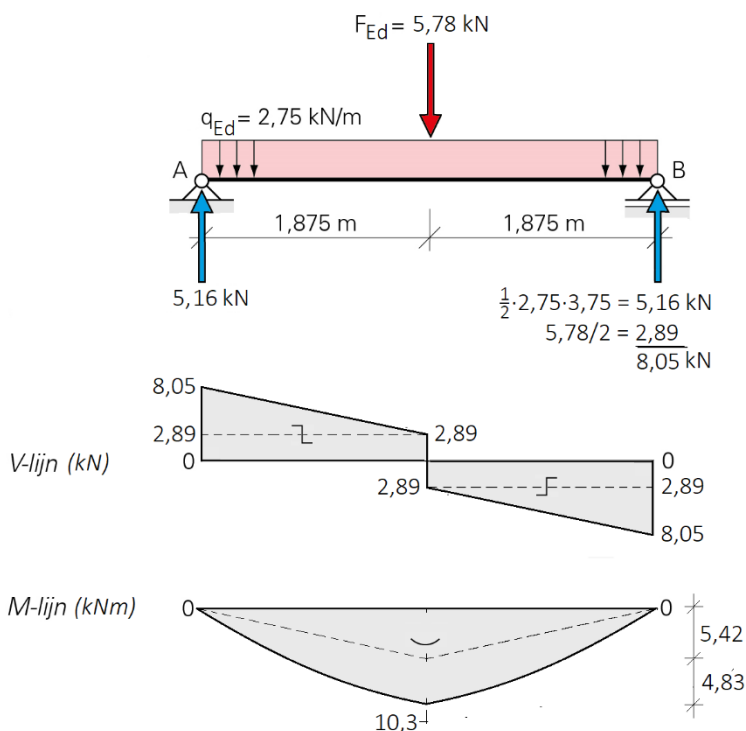 F_Ed = 5,78 kN
q_Ed = 2,75 kN/m
A
B
1,875 m
1,875 m
5,16 kN
½·2,75·3,75 = 5,16 kN
5,78/2 = 2,89
8,05 kN
8,05
2,89
2,89
V-lijn (kN)
0
0
2,89
2,89
8,05
M-lijn (kNm)
0
0
5,42
4,83
10,3